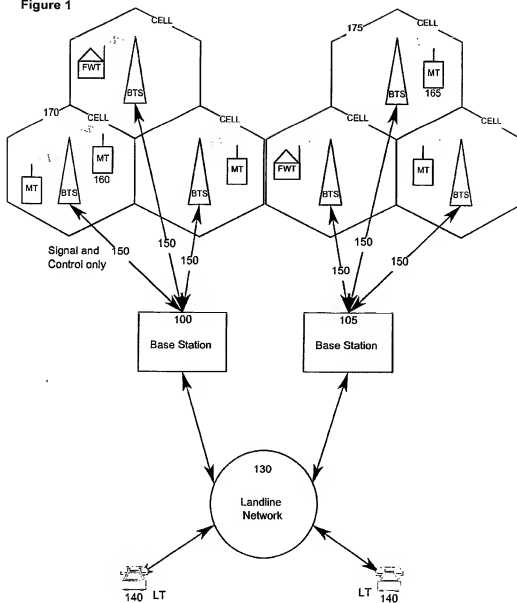 Figure 1
CELL
175
CELL
FWT
BTS
BTS
MT
165
170
CELL
CELL
CELL
MT
BTS
MT
160
BTS
MT
FWT
BTS
MT
BTS
Signal and
Control only
150
150
150
150
150
150
100
Base Station
105
Base Station
130
Landline
Network
140 LT
LT 140